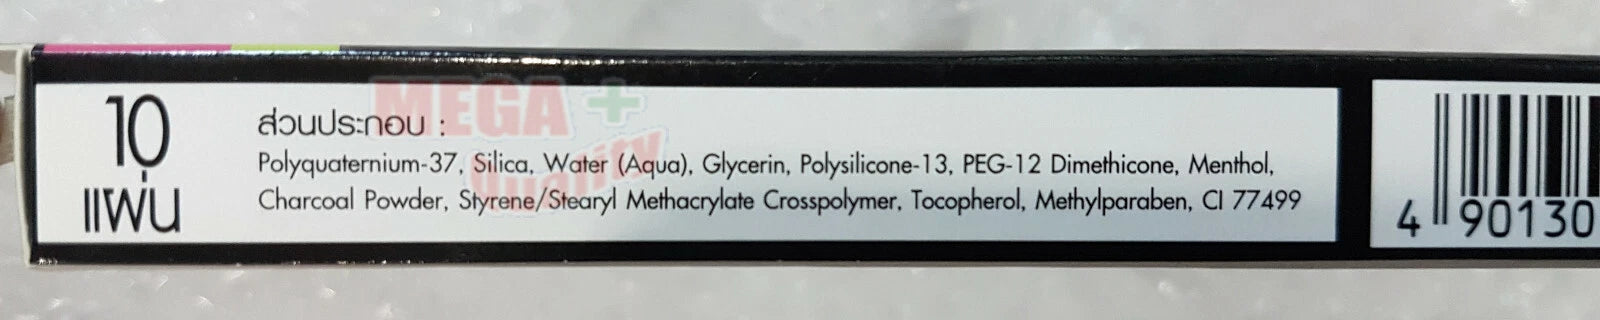 10
แผ่น
ส่วนประกอบ :
Polyquaternium-37, Silica, Water (Aqua), Glycerin, Polysilicone-13, PEG-12 Dimethicone, Menthol,
Charcoal Powder, Styrene/Stearyl Methacrylate Crosspolymer, Tocopherol, Methylparaben, CI 77499
4 90130
MEGA +
Quality